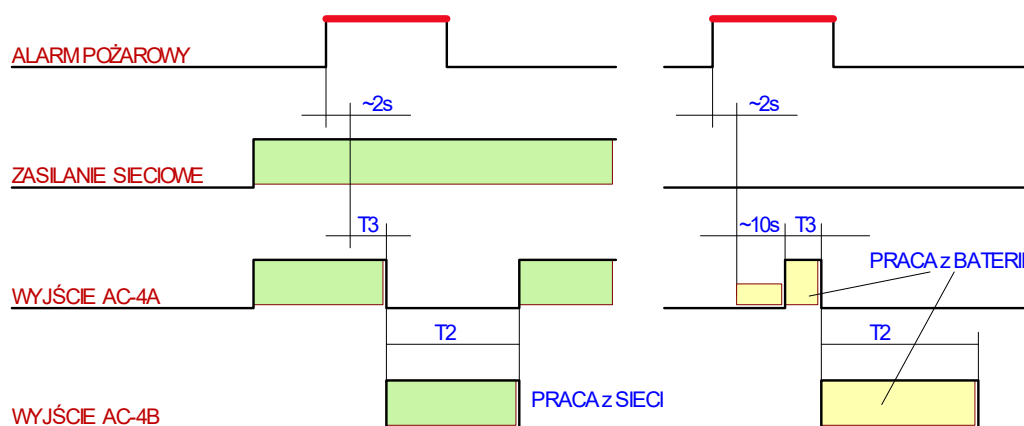 ALARM POŻAROWY
~2s
~2s
ZASILANIE SIECIOWE
T3
~10s
T3
WYJŚCIE AC-4A
PRACA z BATERII
T2
T2
PRACA z SIECI
WYJŚCIE AC-4B